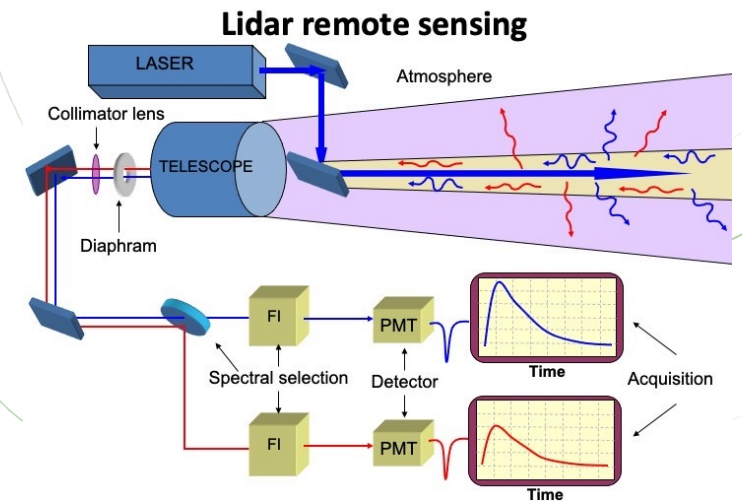 Lidar remote sensing
LASER
Atmosphere
Collimator lens
TELESCOPE
Diaphram
FI
PMT
Time
Spectral selection
Detector
Acquisition
FI
PMT
Time